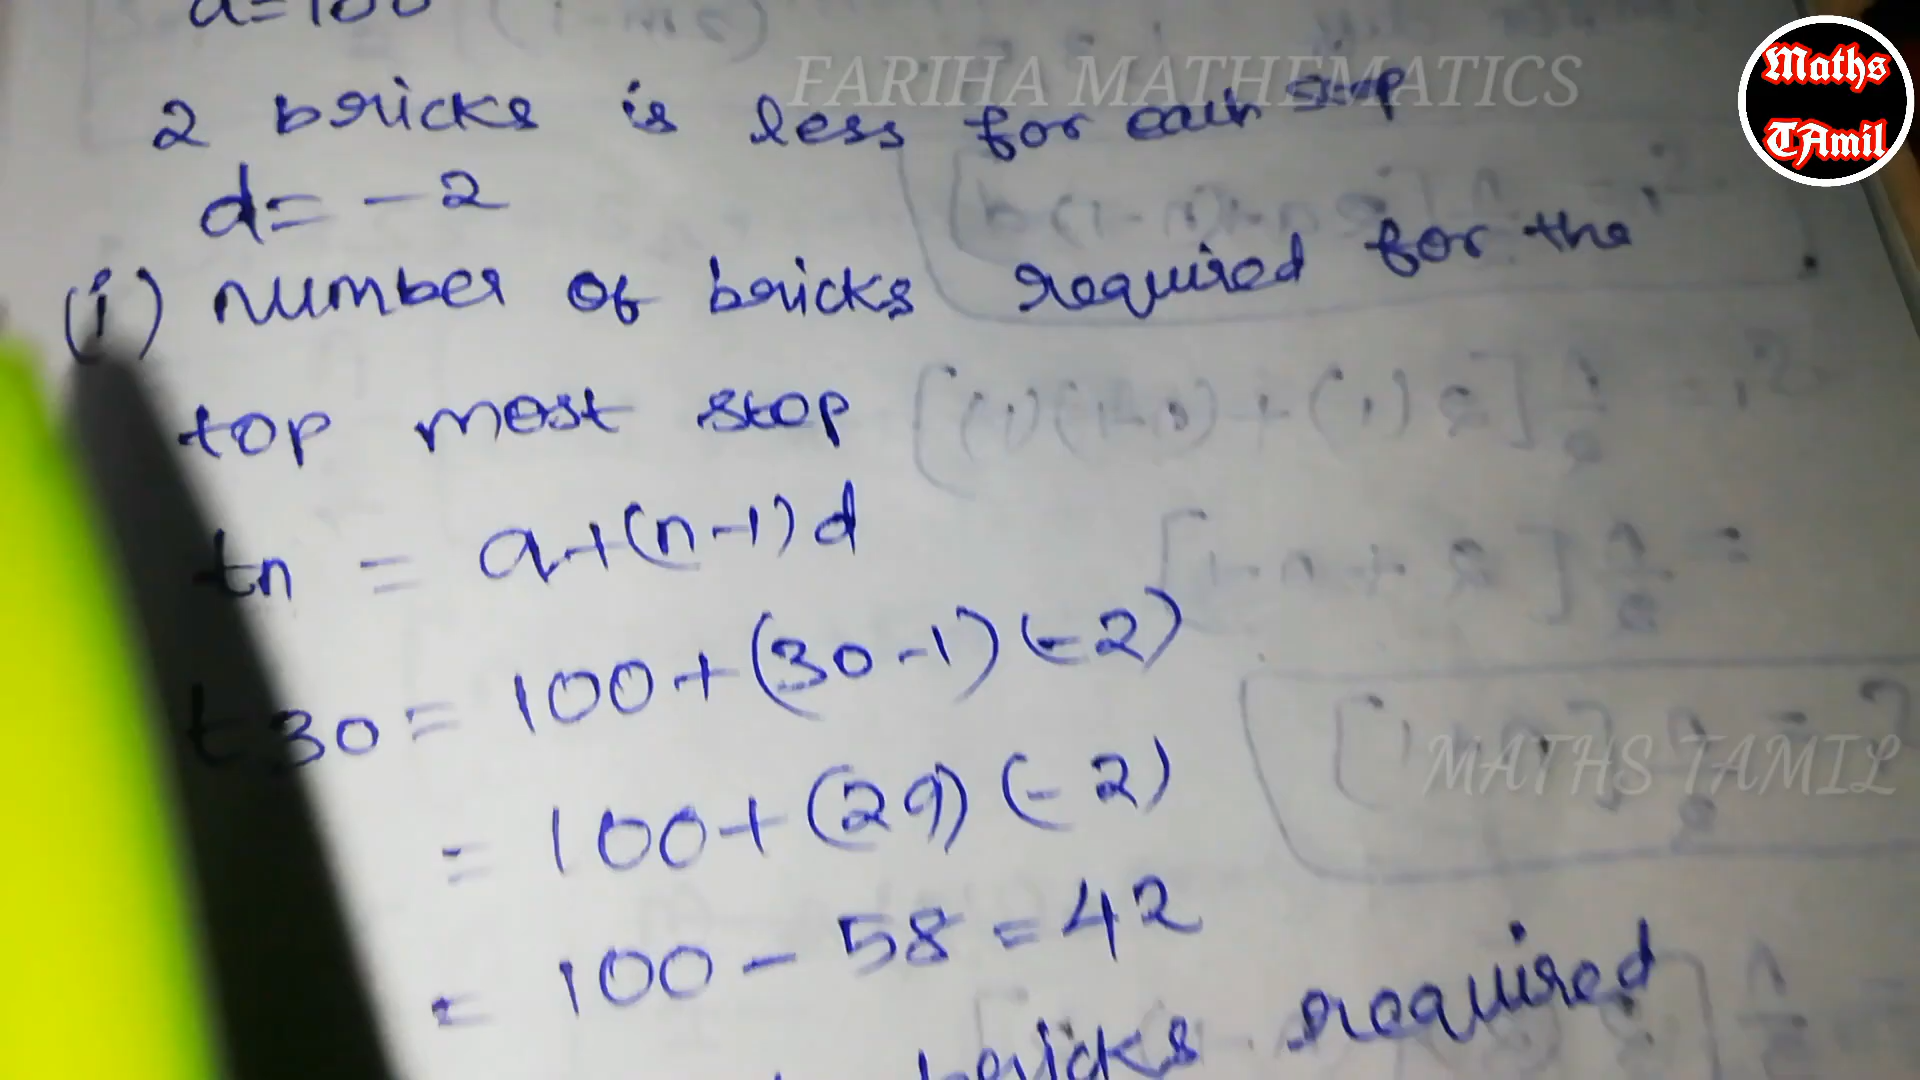 a=100
FARIHA MATHEMATICS
Maths
TAmil
2 bricks is less for each step
d= -2
(i) number of bricks required for the
top most step
tn = a+(n-1)d
t30 = 100+(30-1)(-2)
= 100+(29)(-2)
MATHS TAMIL
= 100 - 58 = 42
bricks required